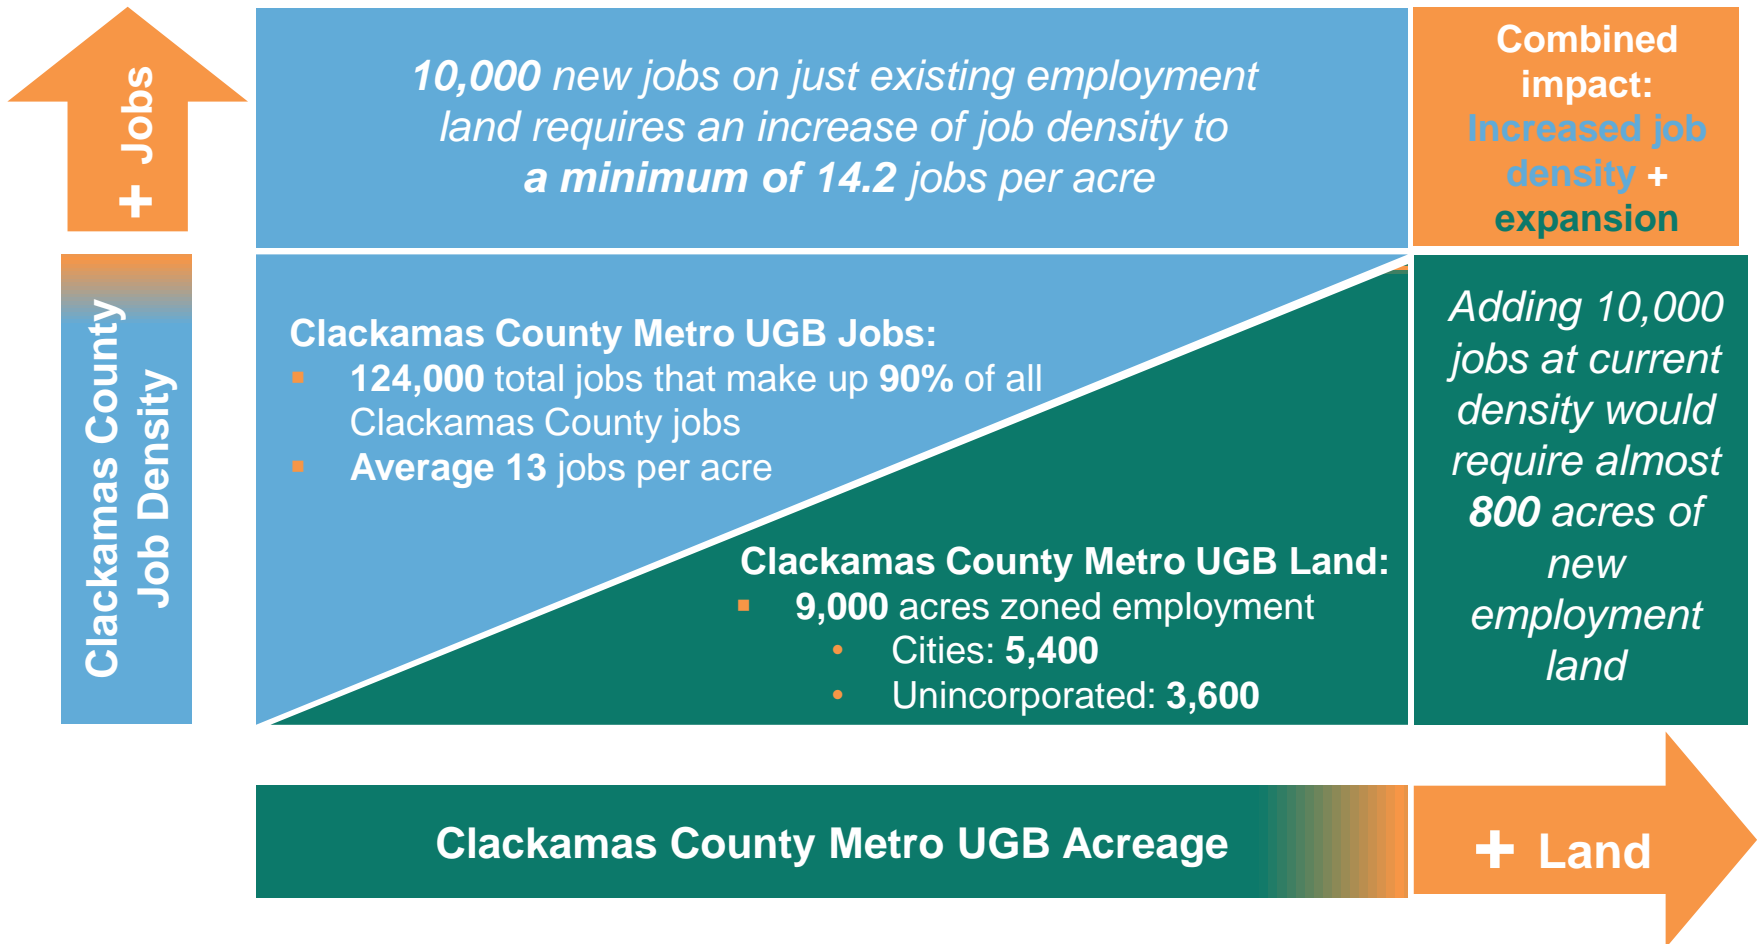 + Jobs
10,000 new jobs on just existing employment
land requires an increase of job density to
a minimum of 14.2 jobs per acre
Combined
impact:
Increased job
density +
expansion
Clackamas County
Job Density
Clackamas County Metro UGB Jobs:
▪ 124,000 total jobs that make up 90% of all
Clackamas County jobs
▪ Average 13 jobs per acre
Clackamas County Metro UGB Land:
▪ 9,000 acres zoned employment
• Cities: 5,400
• Unincorporated: 3,600
Adding 10,000
jobs at current
density would
require almost
800 acres of
new
employment
land
Clackamas County Metro UGB Acreage
+ Land